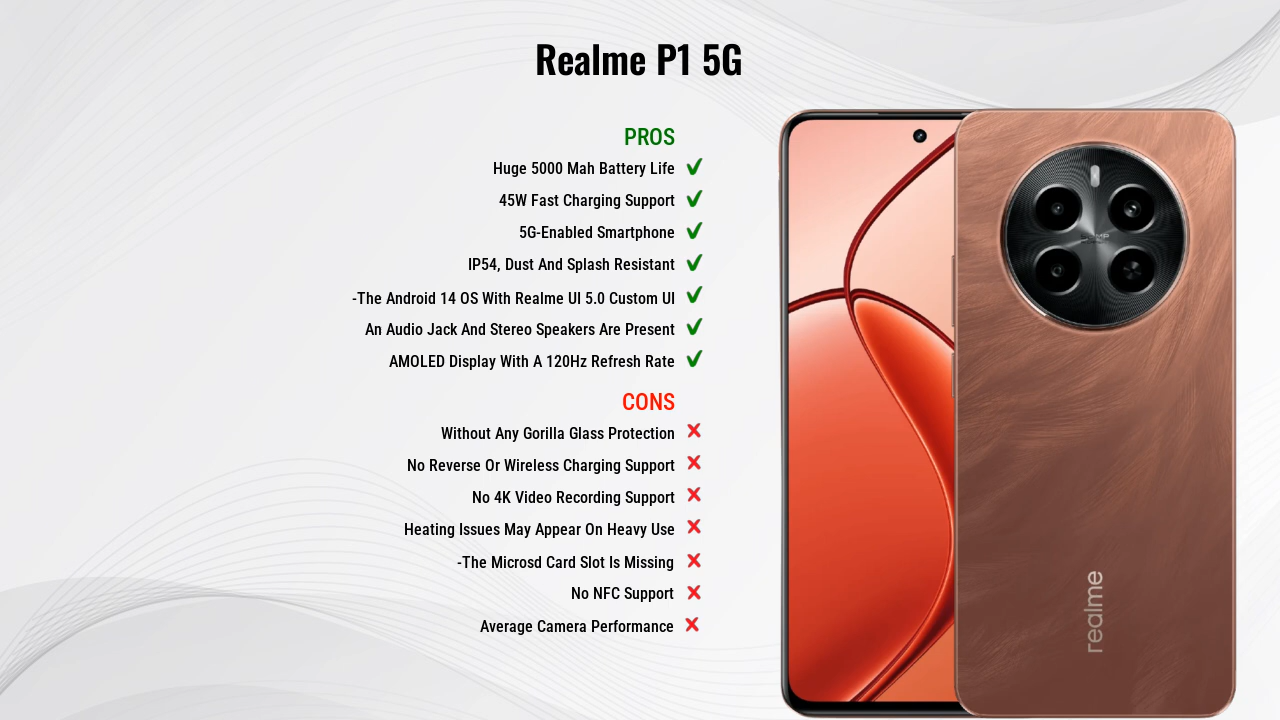 Realme P1 5G
PROS
Huge 5000 Mah Battery Life
45W Fast Charging Support
5G-Enabled Smartphone
IP54, Dust And Splash Resistant
-The Android 14 OS With Realme UI 5.0 Custom UI
An Audio Jack And Stereo Speakers Are Present
AMOLED Display With A 120Hz Refresh Rate
CONS
Without Any Gorilla Glass Protection
No Reverse Or Wireless Charging Support
No 4K Video Recording Support
Heating Issues May Appear On Heavy Use
-The Microsd Card Slot Is Missing
No NFC Support
Average Camera Performance
realme